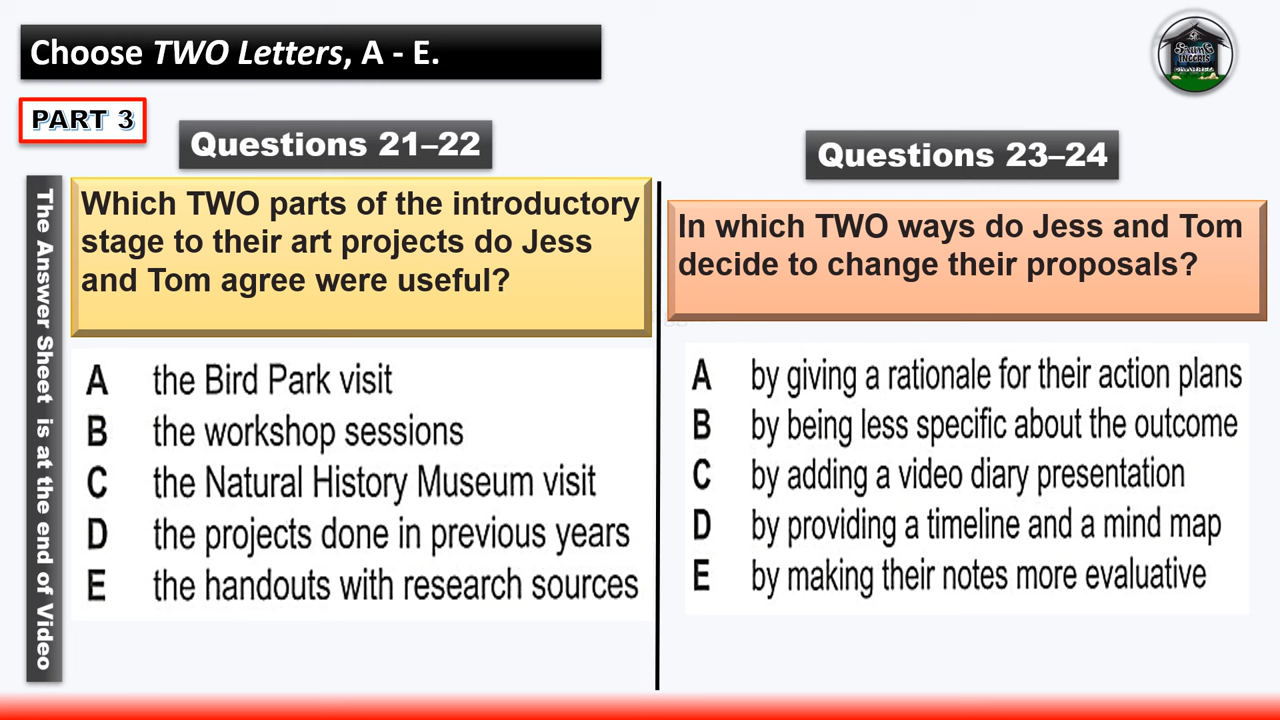 Choose TWO Letters, A - E.
PART 3
The Answer Sheet is at the end of Video
Questions 21–22
Which TWO parts of the introductory
stage to their art projects do Jess
and Tom agree were useful?
A the Bird Park visit
B the workshop sessions
C the Natural History Museum visit
D the projects done in previous years
E the handouts with research sources
Questions 23–24
In which TWO ways do Jess and Tom
decide to change their proposals?
A by giving a rationale for their action plans
B by being less specific about the outcome
C by adding a video diary presentation
D by providing a timeline and a mind map
E by making their notes more evaluative